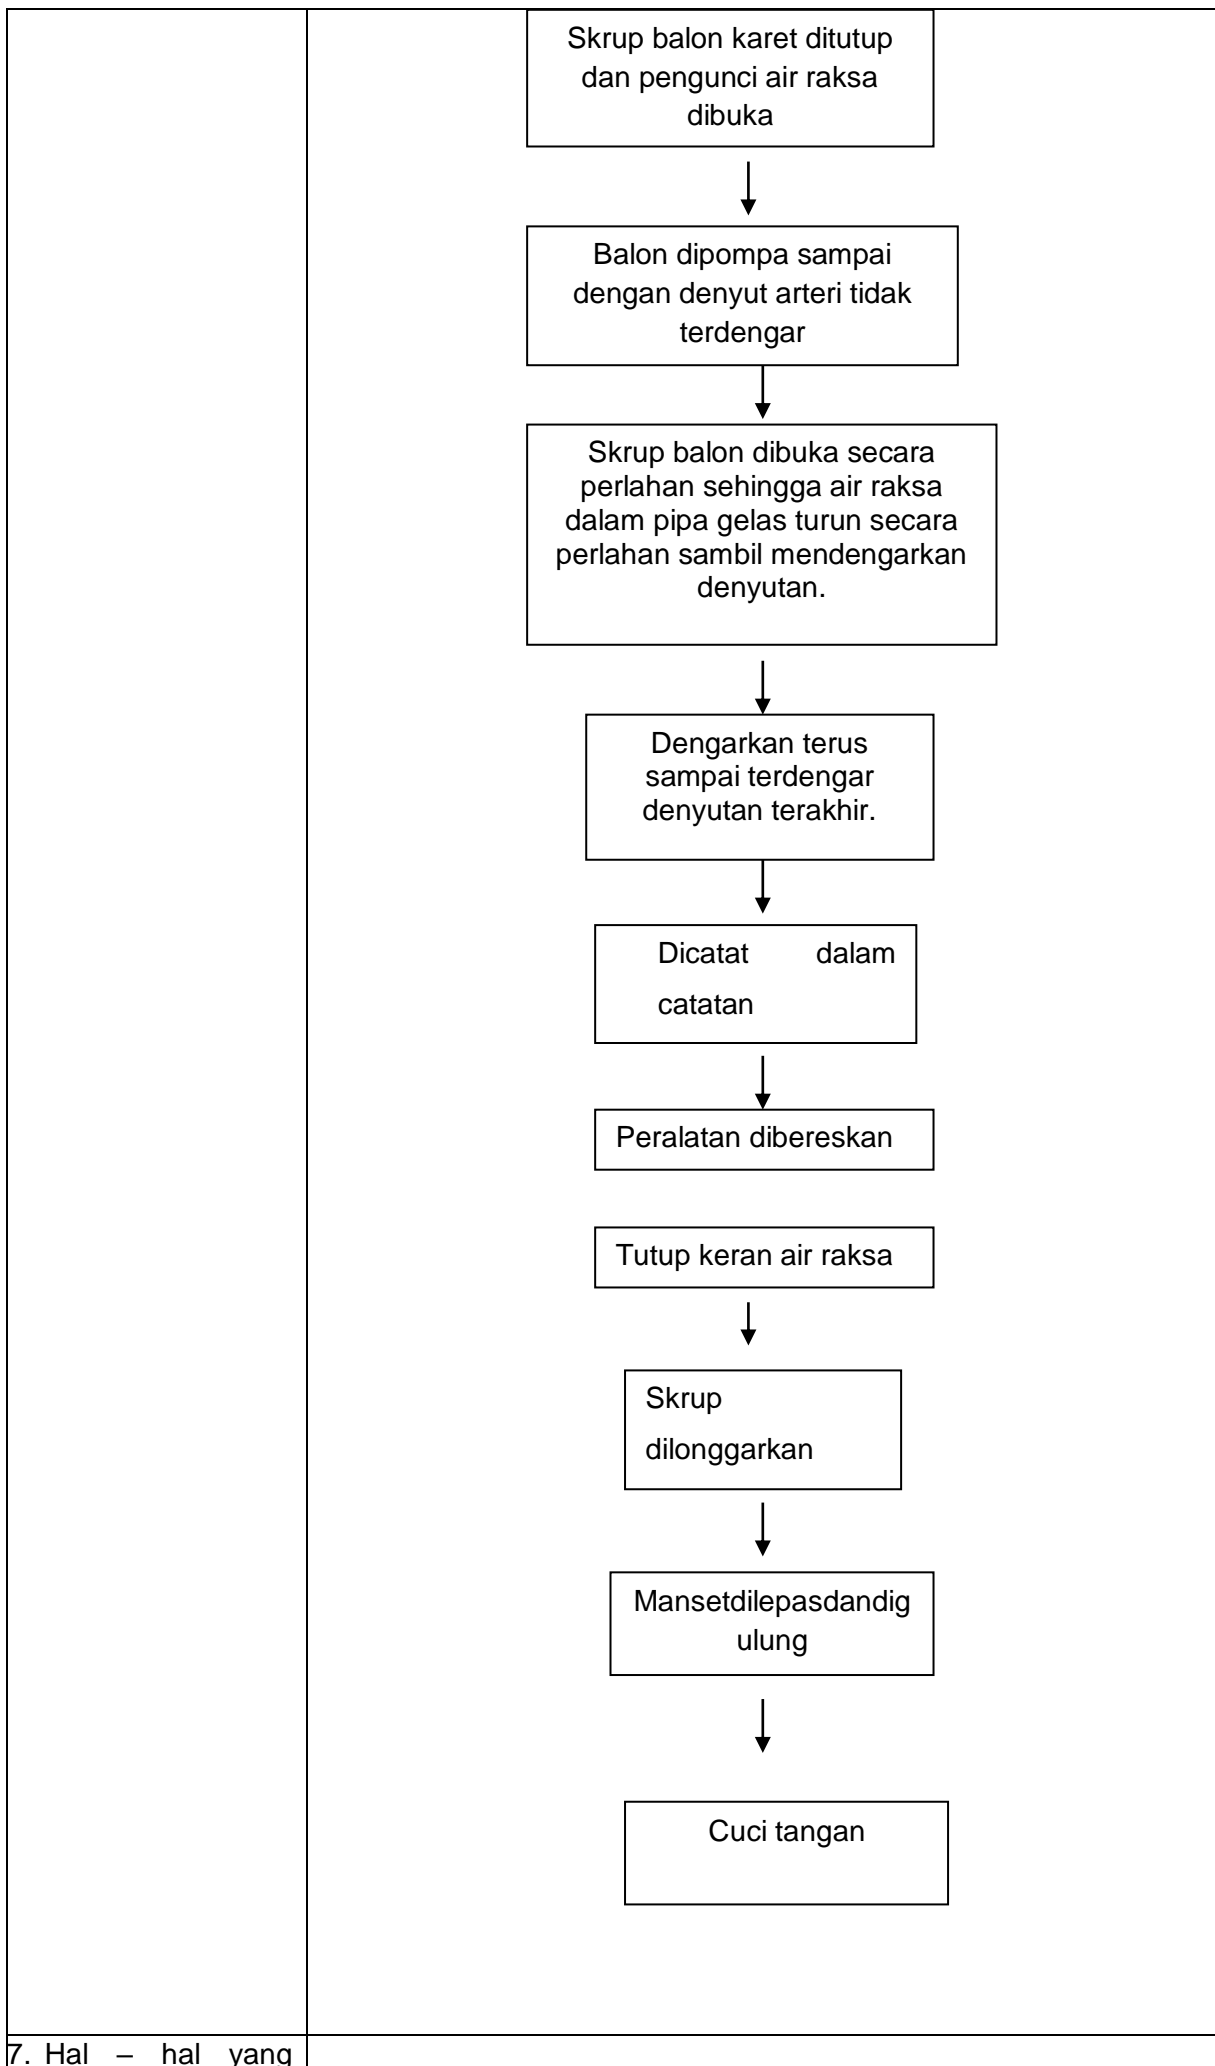 Skrup balon karet ditutup
dan pengunci air raksa
dibuka
Balon dipompa sampai
dengan denyut arteri tidak
terdengar
Skrup balon dibuka secara
perlahan sehingga air raksa
dalam pipa gelas turun secara
perlahan sambil mendengarkan
denyutan.
Dengarkan terus
sampai terdengar
denyutan terakhir.
Dicatat dalam
catatan
Peralatan dibereskan
Tutup keran air raksa
Skrup
dilonggarkan
Mansetdilepasdandig
ulung
Cuci tangan
7. Hal – hal yang